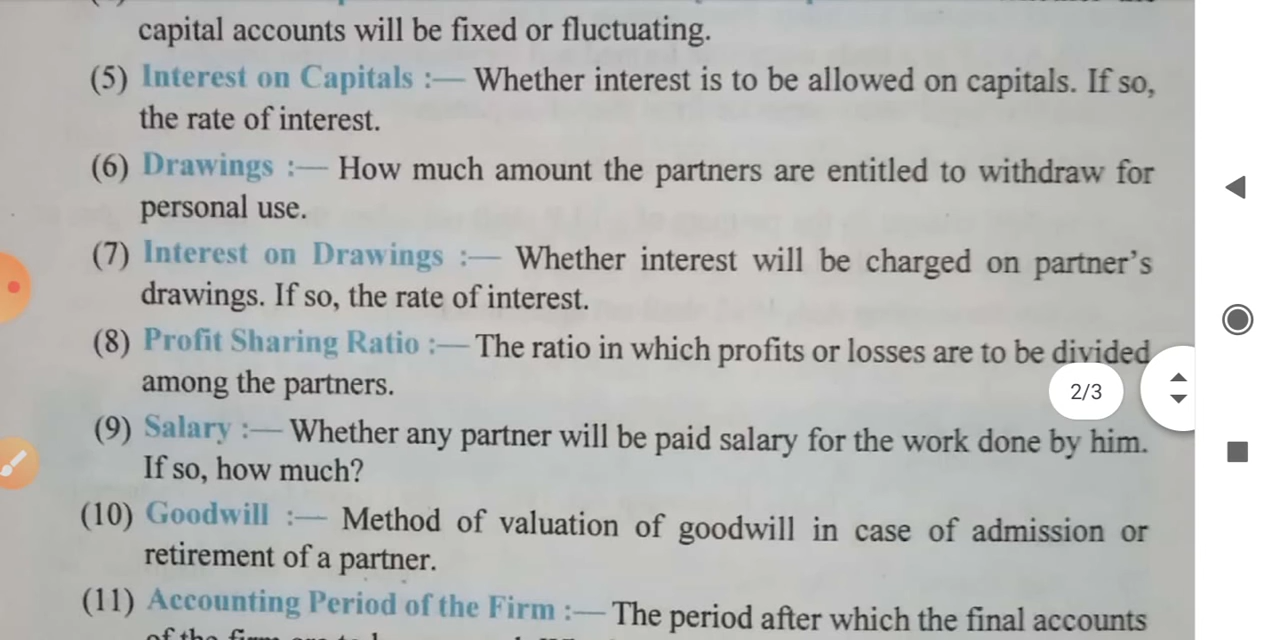 capital accounts will be fixed or fluctuating.
(5) Interest on Capitals :— Whether interest is to be allowed on capitals. If so,
the rate of interest.
(6) Drawings :— How much amount the partners are entitled to withdraw for
personal use.
(7) Interest on Drawings :— Whether interest will be charged on partner's
drawings. If so, the rate of interest.
(8) Profit Sharing Ratio :— The ratio in which profits or losses are to be divided
among the partners.
2/3
(9) Salary :— Whether any partner will be paid salary for the work done by him.
If so, how much?
(10) Goodwill :— Method of valuation of goodwill in case of admission or
retirement of a partner.
(11) Accounting Period of the Firm :— The period after which the final accounts
of the firm are to